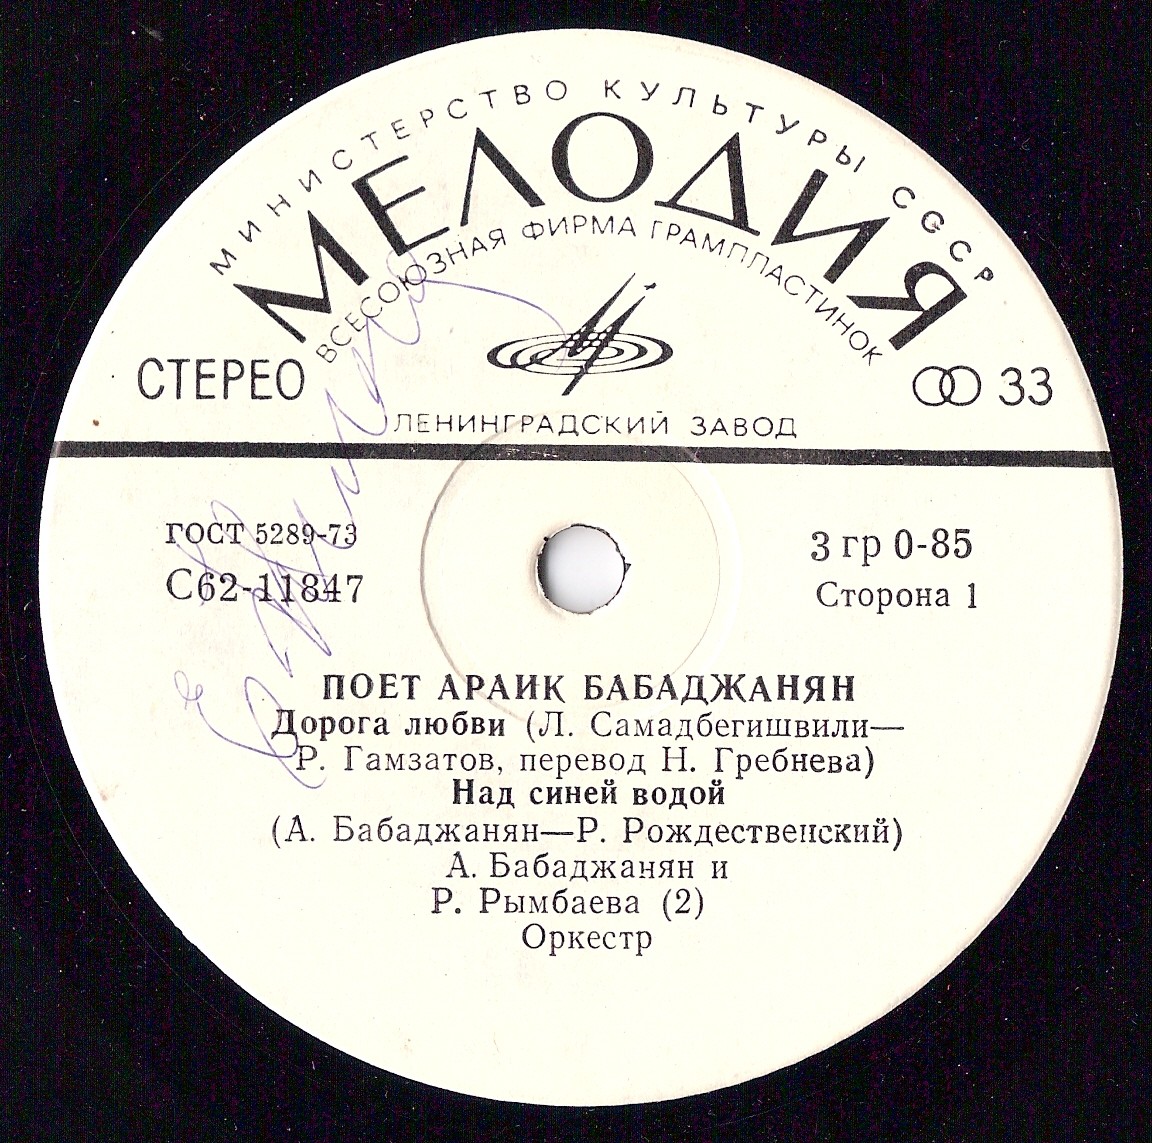 МИНИСТЕРСТВО КУЛЬТУРЫ СССР
МЕЛОДИЯ
ВСЕСОЮЗНАЯ ФИРМА ГРАМПЛАСТИНОК
СТЕРЕО
33
ЛЕНИНГРАДСКИЙ ЗАВОД
ГОСТ 5289-73
3 гр 0-85
С62-11847
Сторона 1
ПОЕТ АРАИК БАБАДЖАНЯН
Дорога любви (Л. Самадбегишвили—
Р. Гамзатов, перевод Н. Гребнева)
Над синей водой
(А. Бабаджанян—Р. Рождественский)
А. Бабаджанян и
Р. Рымбаева (2)
Оркестр